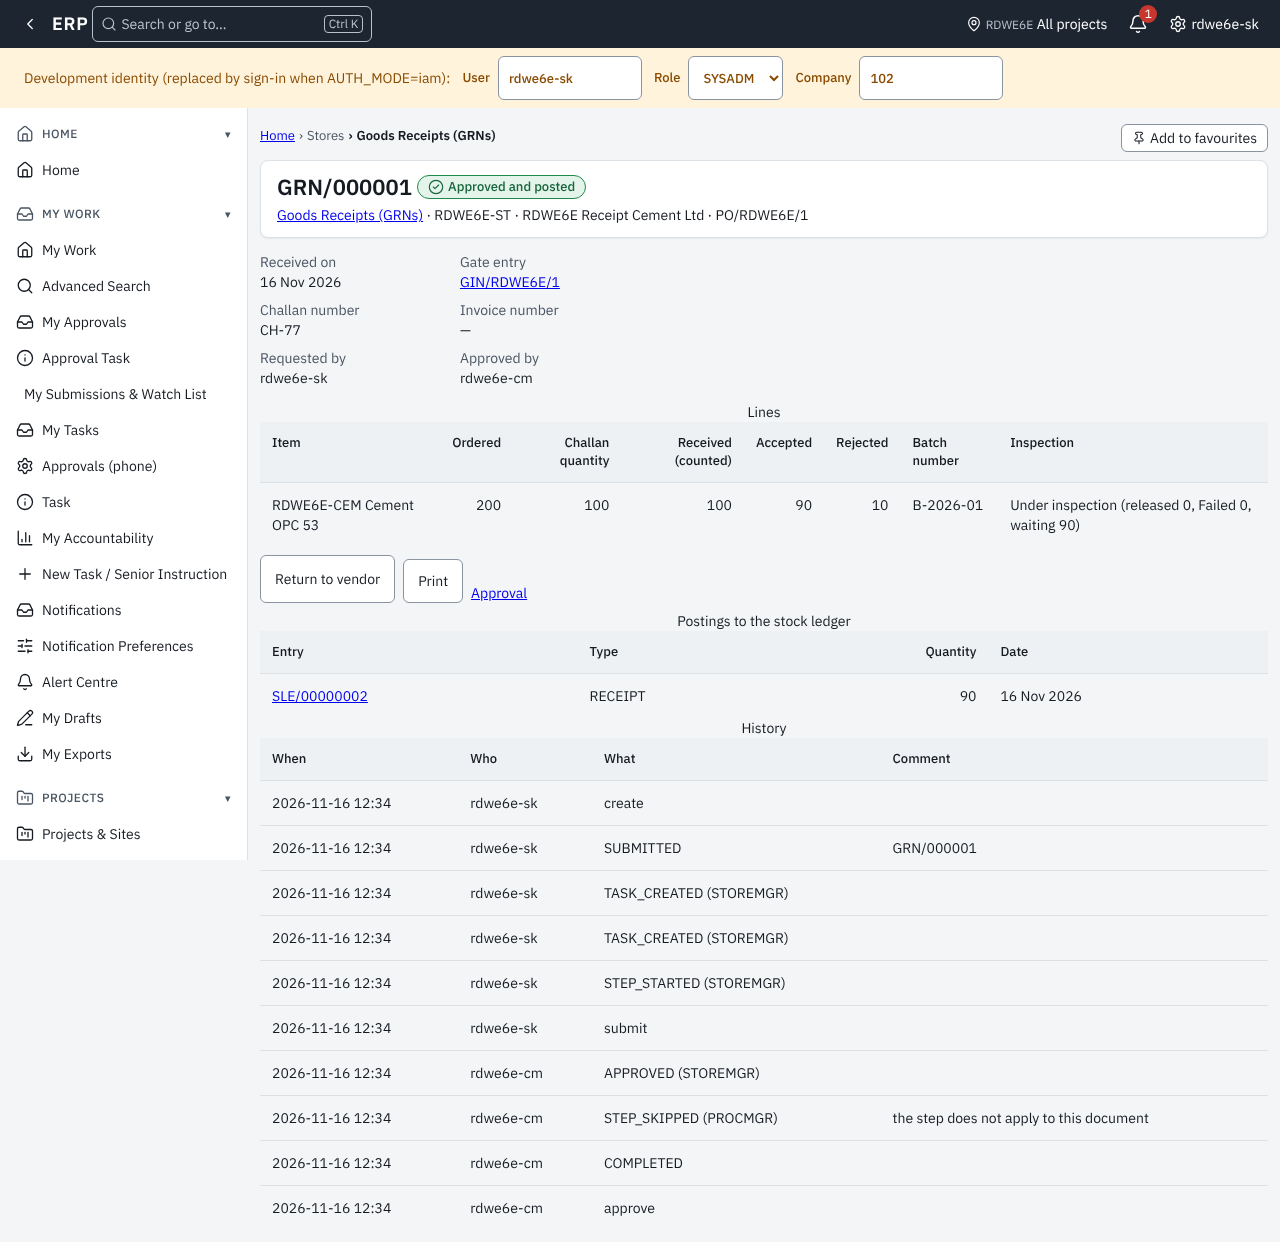 ERP
Search or go to...
Ctrl K
RDWE6E All projects
1
rdwe6e-sk
Development identity (replaced by sign-in when AUTH_MODE=iam): User rdwe6e-sk Role SYSADM Company 102
HOME
Home
MY WORK
My Work
Advanced Search
My Approvals
Approval Task
My Submissions & Watch List
My Tasks
Approvals (phone)
Task
My Accountability
New Task / Senior Instruction
Notifications
Notification Preferences
Alert Centre
My Drafts
My Exports
PROJECTS
Projects & Sites
Home › Stores › Goods Receipts (GRNs)
Add to favourites
GRN/000001 Approved and posted
Goods Receipts (GRNs) · RDWE6E-ST · RDWE6E Receipt Cement Ltd · PO/RDWE6E/1
Received on
16 Nov 2026
Gate entry
GIN/RDWE6E/1
Challan number
CH-77
Invoice number
—
Requested by
rdwe6e-sk
Approved by
rdwe6e-cm
Lines
Item Ordered Challan quantity Received (counted) Accepted Rejected Batch number Inspection
RDWE6E-CEM Cement OPC 53 200 100 100 90 10 B-2026-01 Under inspection (released 0, Failed 0, waiting 90)
Return to vendor Print Approval
Postings to the stock ledger
Entry Type Quantity Date
SLE/00000002 RECEIPT 90 16 Nov 2026
History
When Who What Comment
2026-11-16 12:34 rdwe6e-sk create
2026-11-16 12:34 rdwe6e-sk SUBMITTED GRN/000001
2026-11-16 12:34 rdwe6e-sk TASK_CREATED (STOREMGR)
2026-11-16 12:34 rdwe6e-sk TASK_CREATED (STOREMGR)
2026-11-16 12:34 rdwe6e-sk STEP_STARTED (STOREMGR)
2026-11-16 12:34 rdwe6e-sk submit
2026-11-16 12:34 rdwe6e-cm APPROVED (STOREMGR)
2026-11-16 12:34 rdwe6e-cm STEP_SKIPPED (PROCMGR) the step does not apply to this document
2026-11-16 12:34 rdwe6e-cm COMPLETED
2026-11-16 12:34 rdwe6e-cm approve